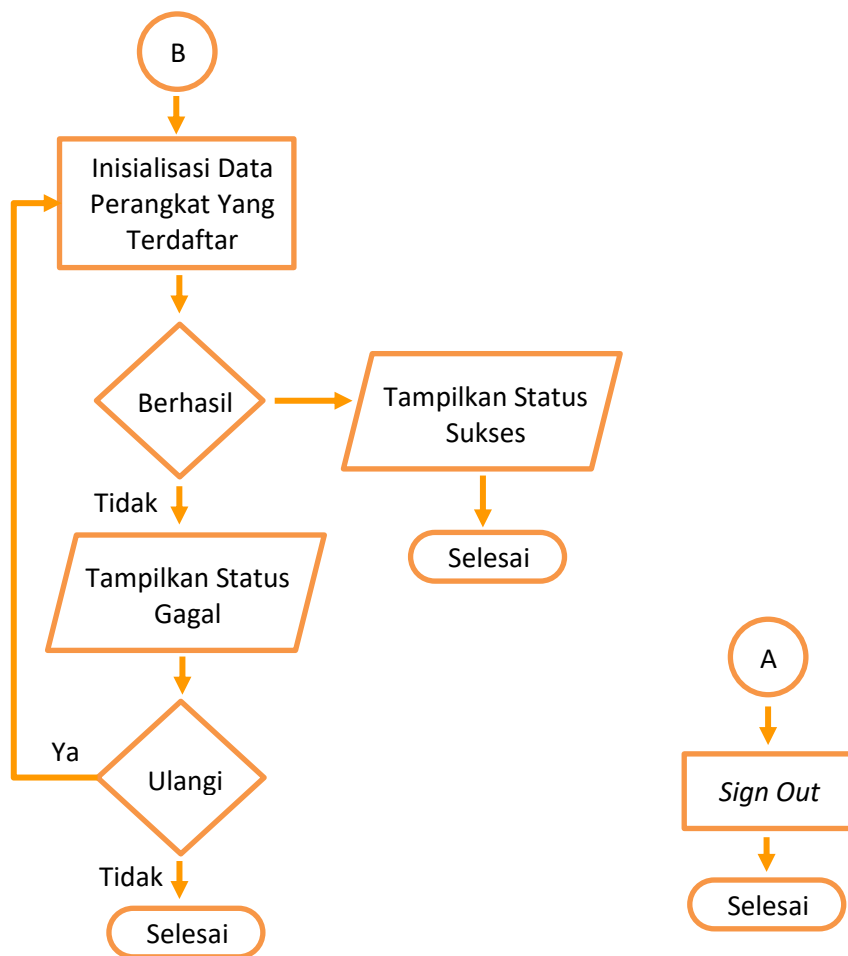 B
Inisialisasi Data
Perangkat Yang
Terdaftar
Berhasil
Tampilkan Status
Sukses
Tidak
Selesai
Tampilkan Status
Gagal
A
Ya
Ulangi
Sign Out
Tidak
Selesai
Selesai